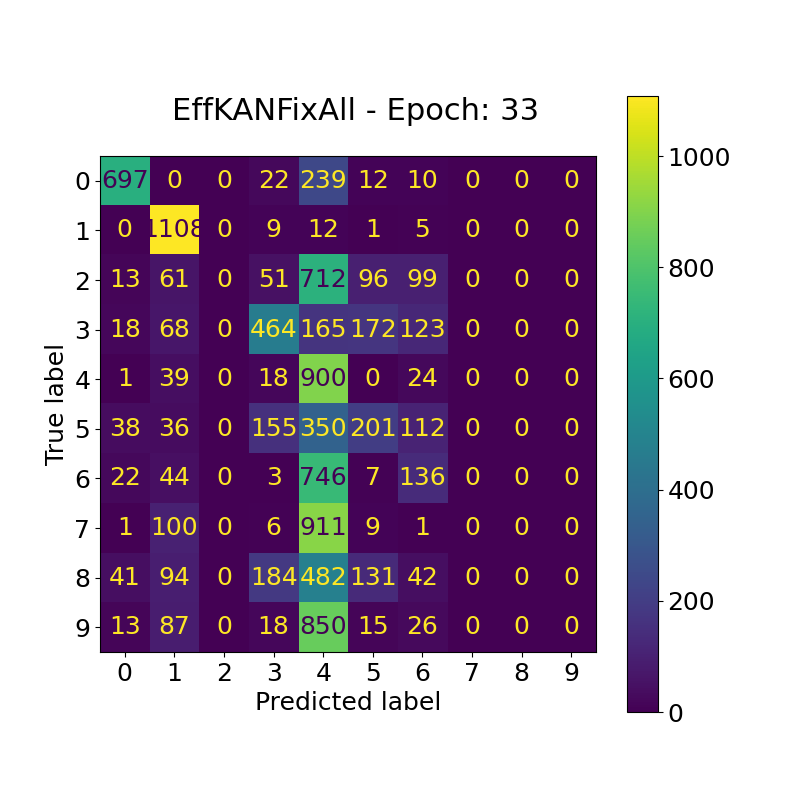 EffKANFixAll - Epoch: 33
0 697 0 0 22 239 12 10 0 0 0
1 0 1108 0 9 12 1 5 0 0 0
2 13 61 0 51 712 96 99 0 0 0
3 18 68 0 464 165 172 123 0 0 0
4 1 39 0 18 900 0 24 0 0 0
5 38 36 0 155 350 201 112 0 0 0
6 22 44 0 3 746 7 136 0 0 0
7 1 100 0 6 911 9 1 0 0 0
8 41 94 0 184 482 131 42 0 0 0
9 13 87 0 18 850 15 26 0 0 0
0 1 2 3 4 5 6 7 8 9
Predicted label
True label
1000
800
600
400
200
0